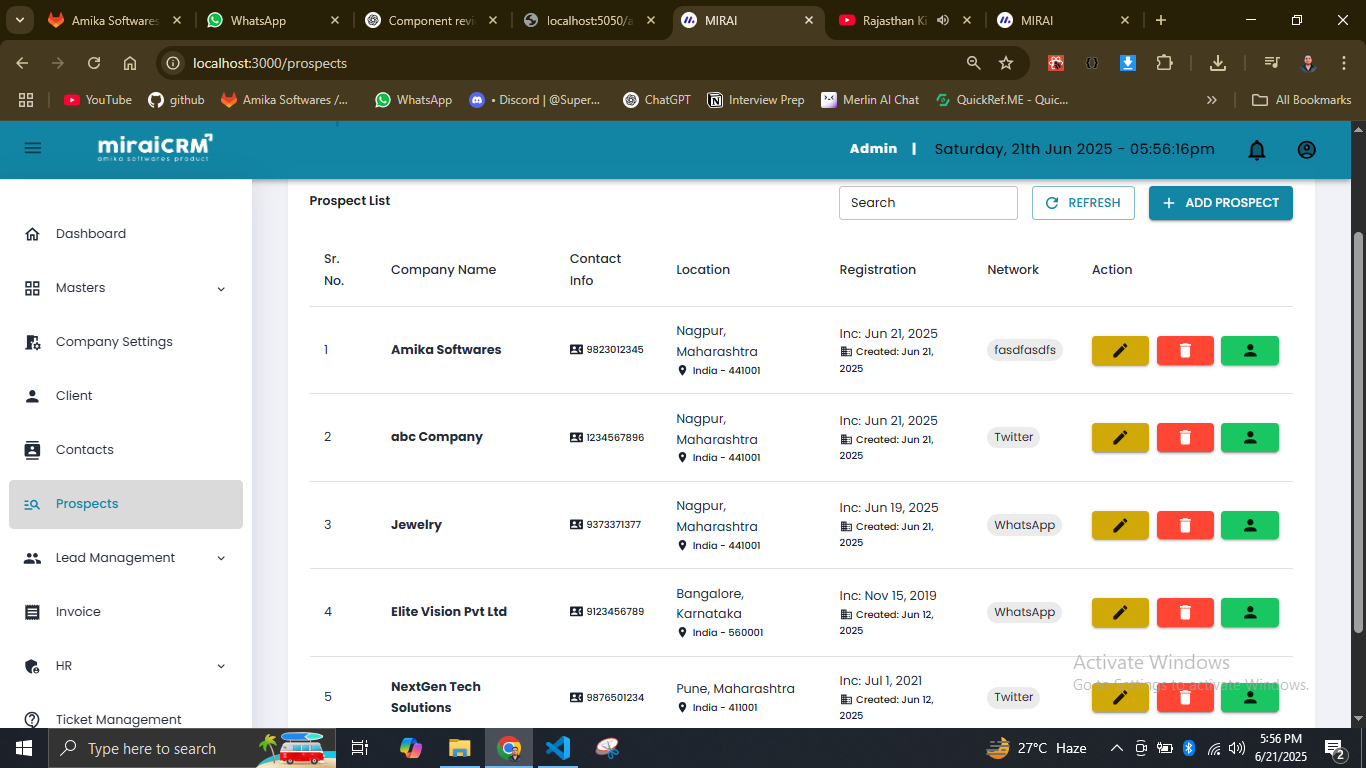 Amika Softwares
WhatsApp
Component revie
localhost:5050/a
MIRAI
Rajasthan Ki
MIRAI
localhost:3000/prospects
YouTube
github
Amika Softwares /...
WhatsApp
• Discord | @Super...
ChatGPT
Interview Prep
Merlin AI Chat
QuickRef.ME - Quic...
»
All Bookmarks
miraiCRM
amika softwares product
Admin | Saturday, 21th Jun 2025 - 05:56:16pm
Dashboard
Masters
Company Settings
Client
Contacts
Prospects
Lead Management
Invoice
HR
Ticket Management
Prospect List
Search
REFRESH
+ ADD PROSPECT
Sr.
No.
Company Name
Contact
Info
Location
Registration
Network
Action
1
Amika Softwares
9823012345
Nagpur,
Maharashtra
India - 441001
Inc: Jun 21, 2025
Created: Jun 21,
2025
fasdfasdfs
2
abc Company
1234567896
Nagpur,
Maharashtra
India - 441001
Inc: Jun 21, 2025
Created: Jun 21,
2025
Twitter
3
Jewelry
9373371377
Nagpur,
Maharashtra
India - 441001
Inc: Jun 19, 2025
Created: Jun 21,
2025
WhatsApp
4
Elite Vision Pvt Ltd
9123456789
Bangalore,
Karnataka
India - 560001
Inc: Nov 15, 2019
Created: Jun 12,
2025
WhatsApp
5
NextGen Tech
Solutions
9876501234
Pune, Maharashtra
India - 411001
Inc: Jul 1, 2021
Created: Jun 12,
2025
Twitter
Activate Windows
Go to Settings to activate Windows.
Type here to search
27°C Haze
5:56 PM
6/21/2025
2